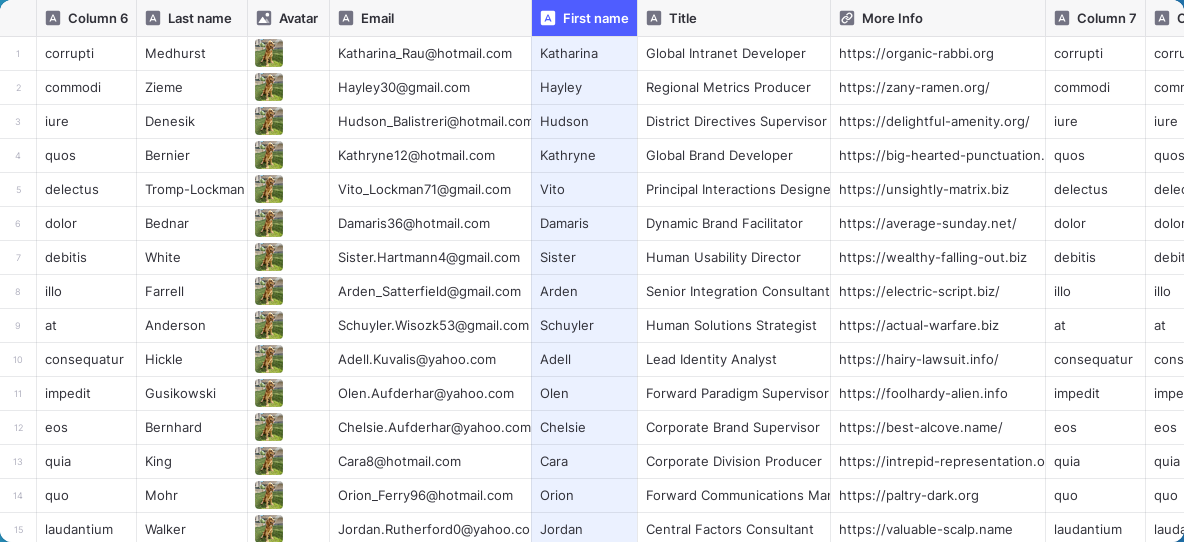 Column 6 Last name Avatar Email First name Title More Info Column 7
1 corrupti Medhurst Katharina_Rau@hotmail.com Katharina Global Intranet Developer https://organic-rabbi.org corrupti corru
2 commodi Zieme Hayley30@gmail.com Hayley Regional Metrics Producer https://zany-ramen.org/ commodi comm
3 iure Denesik Hudson_Balistreri@hotmail.com Hudson District Directives Supervisor https://delightful-amenity.org/ iure iure
4 quos Bernier Kathryne12@hotmail.com Kathryne Global Brand Developer https://big-hearted-punctuation. quos quos
5 delectus Tromp-Lockman Vito_Lockman71@gmail.com Vito Principal Interactions Designe https://unsightly-matrix.biz delectus delec
6 dolor Bednar Damaris36@hotmail.com Damaris Dynamic Brand Facilitator https://average-sunday.net/ dolor dolor
7 debitis White Sister.Hartmann4@gmail.com Sister Human Usability Director https://wealthy-falling-out.biz debitis debit
8 illo Farrell Arden_Satterfield@gmail.com Arden Senior Integration Consultant https://electric-script.biz/ illo illo
9 at Anderson Schuyler.Wisozk53@gmail.com Schuyler Human Solutions Strategist https://actual-warfare.biz at at
10 consequatur Hickle Adell.Kuvalis@yahoo.com Adell Lead Identity Analyst https://hairy-lawsuit.info/ consequatur cons
11 impedit Gusikowski Olen.Aufderhar@yahoo.com Olen Forward Paradigm Supervisor https://foolhardy-alien.info impedit impe
12 eos Bernhard Chelsie.Aufderhar@yahoo.com Chelsie Corporate Brand Supervisor https://best-alcove.name/ eos eos
13 quia King Cara8@hotmail.com Cara Corporate Division Producer https://intrepid-representation.o quia quia
14 quo Mohr Orion_Ferry96@hotmail.com Orion Forward Communications Mar https://paltry-dark.org quo quo
15 laudantium Walker Jordan.Rutherford0@yahoo.co Jordan Central Factors Consultant https://valuable-scalp.name laudantium lauda